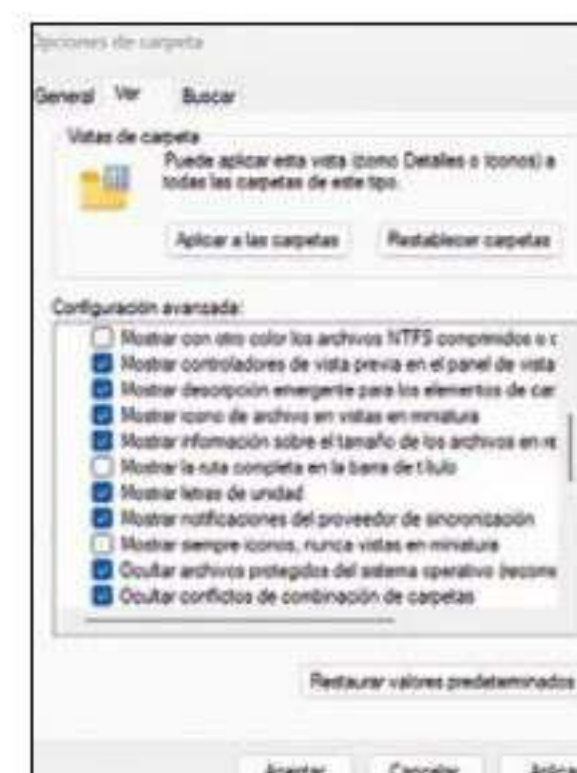 Opciones de carpeta
General Ver Buscar
Vistas de carpeta
Puede aplicar esta vista (como Detalles o Iconos) a
todas las carpetas de este tipo.
Aplicar a las carpetas Restablecer carpetas
Configuración avanzada:
Mostrar con otro color los archivos NTFS comprimidos o c
Mostrar controladores de vista previa en el panel de vista
Mostrar descripción emergente para los elementos de car
Mostrar icono de archivo en vistas en miniatura
Mostrar información sobre el tamaño de los archivos en re
Mostrar la ruta completa en la barra de título
Mostrar letras de unidad
Mostrar notificaciones del proveedor de sincronización
Mostrar siempre iconos, nunca vistas en miniatura
Ocultar archivos protegidos del sistema operativo (recome
Ocultar conflictos de combinación de carpetas
Restaurar valores predeterminados
Aceptar Cancelar Aplica